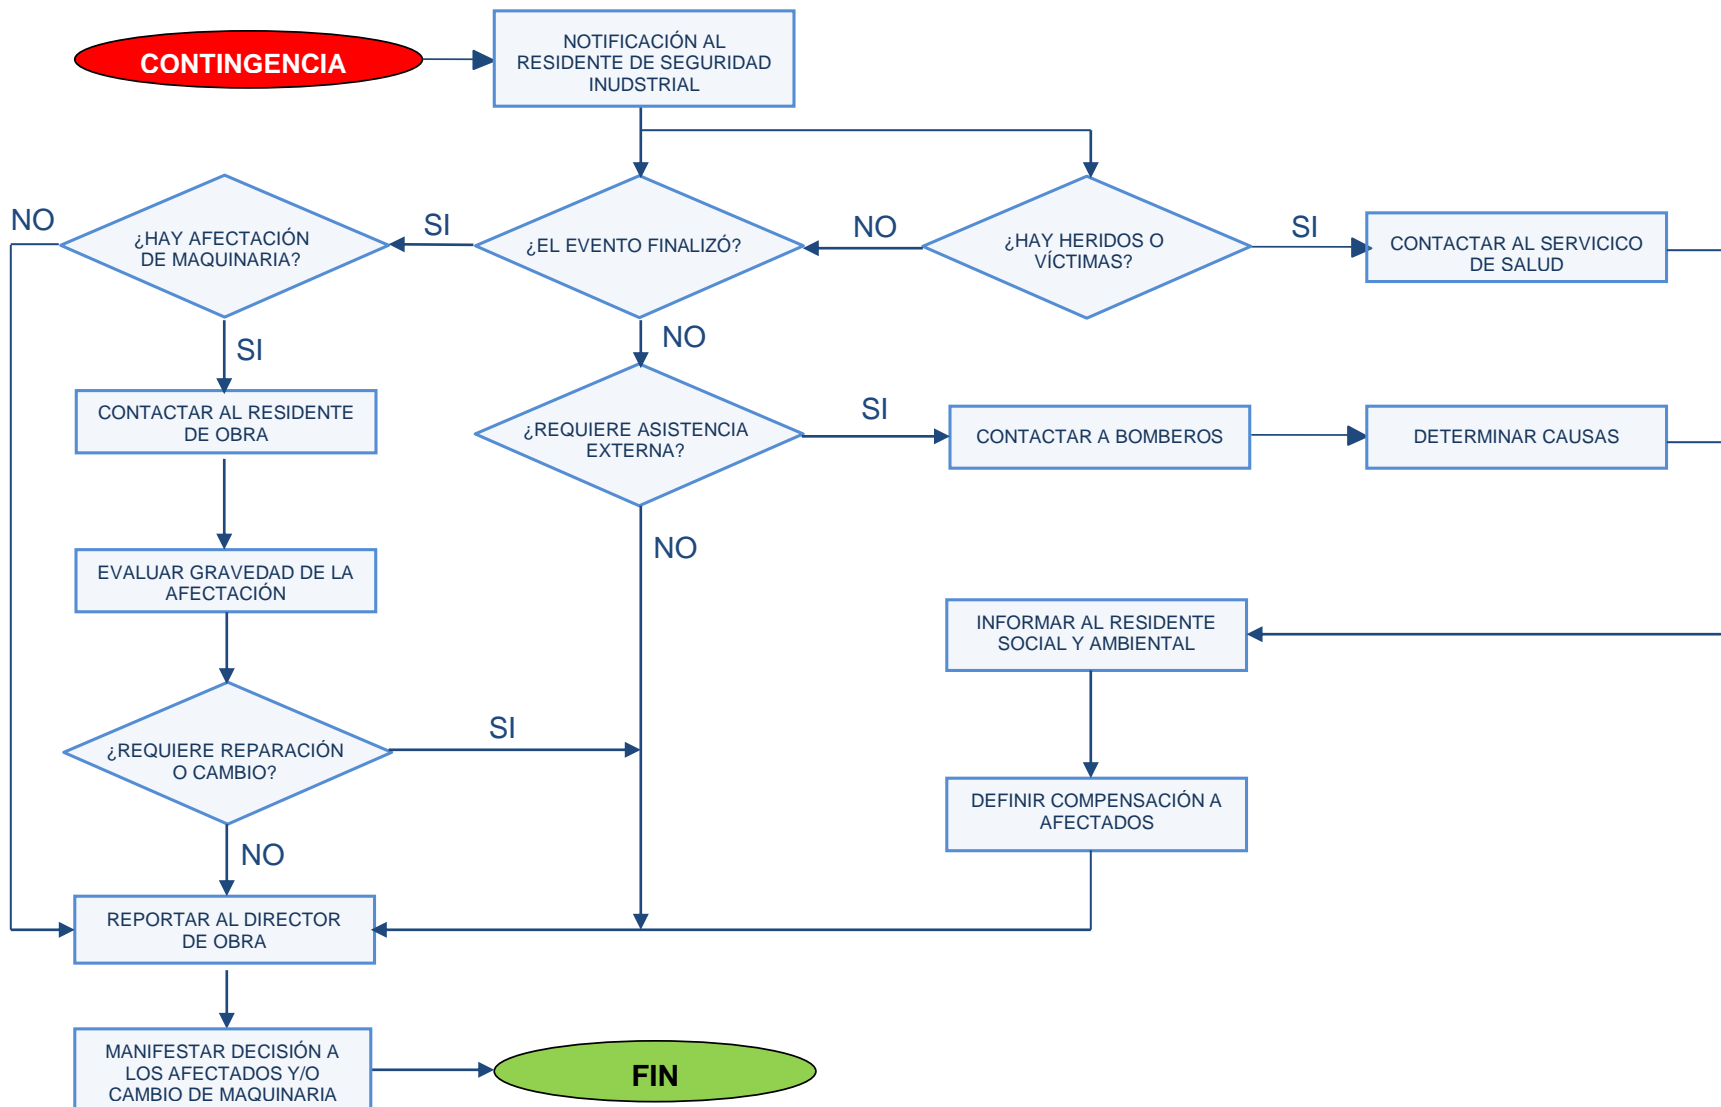 CONTINGENCIA
NOTIFICACIÓN AL
RESIDENTE DE SEGURIDAD
INUDSTRIAL
NO
¿HAY AFECTACIÓN
DE MAQUINARIA?
SI
¿EL EVENTO FINALIZÓ?
NO
¿HAY HERIDOS O
VÍCTIMAS?
SI
CONTACTAR AL SERVICICO
DE SALUD
SI
NO
CONTACTAR AL RESIDENTE
DE OBRA
¿REQUIERE ASISTENCIA
EXTERNA?
SI
CONTACTAR A BOMBEROS
DETERMINAR CAUSAS
NO
EVALUAR GRAVEDAD DE LA
AFECTACIÓN
INFORMAR AL RESIDENTE
SOCIAL Y AMBIENTAL
¿REQUIERE REPARACIÓN
O CAMBIO?
SI
DEFINIR COMPENSACIÓN A
AFECTADOS
NO
REPORTAR AL DIRECTOR
DE OBRA
MANIFESTAR DECISIÓN A
LOS AFECTADOS Y/O
CAMBIO DE MAQUINARIA
FIN